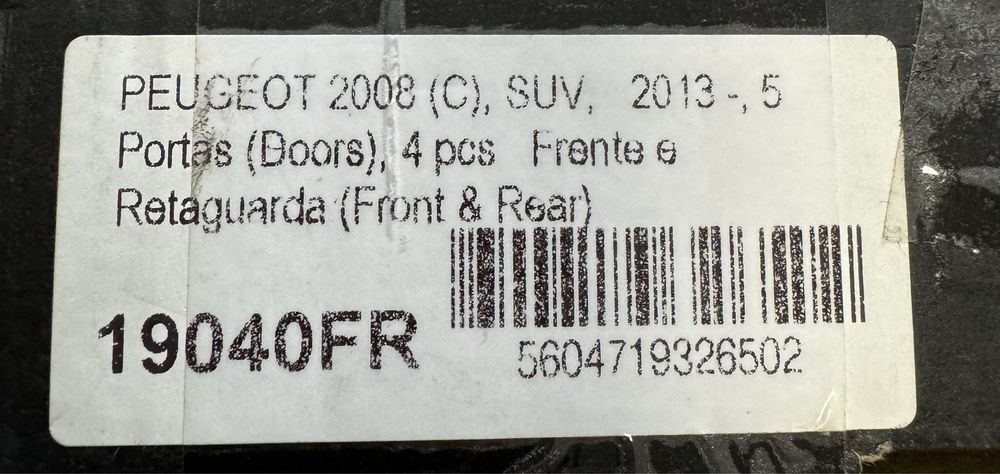 PEUGEOT 2008 (C), SUV, 2013 -, 5
Portas (Doors), 4 pcs Frente e
Retaguarda (Front & Rear)
19040FR
5604719326502